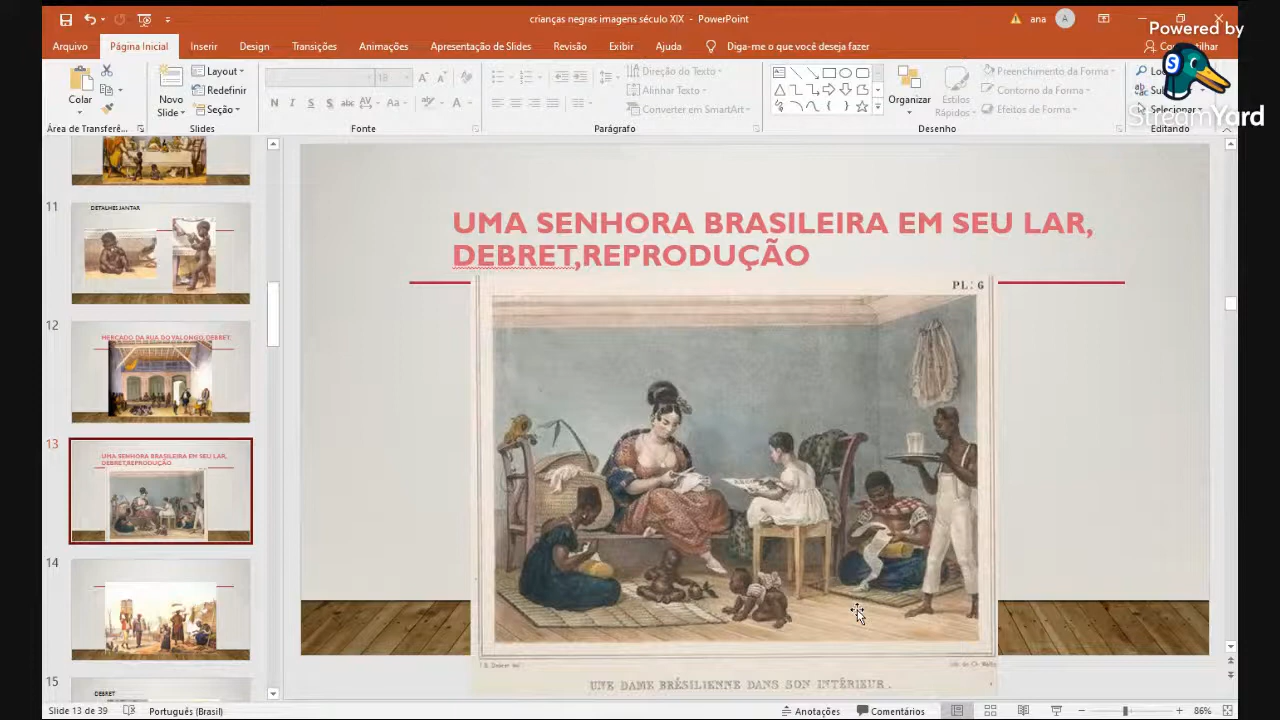 crianças negras imagens século XIX - PowerPoint
ana
A
Powered by
StreamYard
Arquivo
Página Inicial
Inserir
Design
Transições
Animações
Apresentação de Slides
Revisão
Exibir
Ajuda
Diga-me o que você deseja fazer
Colar
Novo
Slide
Layout
Redefinir
Seção
18
N
I
S
S
abc
AV
Aa
A
Direção do Texto
Alinhar Texto
Converter em SmartArt
Organizar
Estilos
Rápidos
Preenchimento da Forma
Contorno da Forma
Efeitos de Forma
Selecionar
Área de Transferê...
Slides
Fonte
Parágrafo
Desenho
Editando
11
DETALHES JANTAR
12
MERCADO DA RUA DO VALONGO, DEBRET.
13
UMA SENHORA BRASILEIRA EM SEU LAR,
DEBRET,REPRODUÇÃO
14
15
DEBRET
UMA SENHORA BRASILEIRA EM SEU LAR,
DEBRET,REPRODUÇÃO
PL: 6
UNE DAME BRÉSILIENNE DANS SON INTÉRIEUR.
Slide 13 de 39
Português (Brasil)
Anotações
Comentários
86%